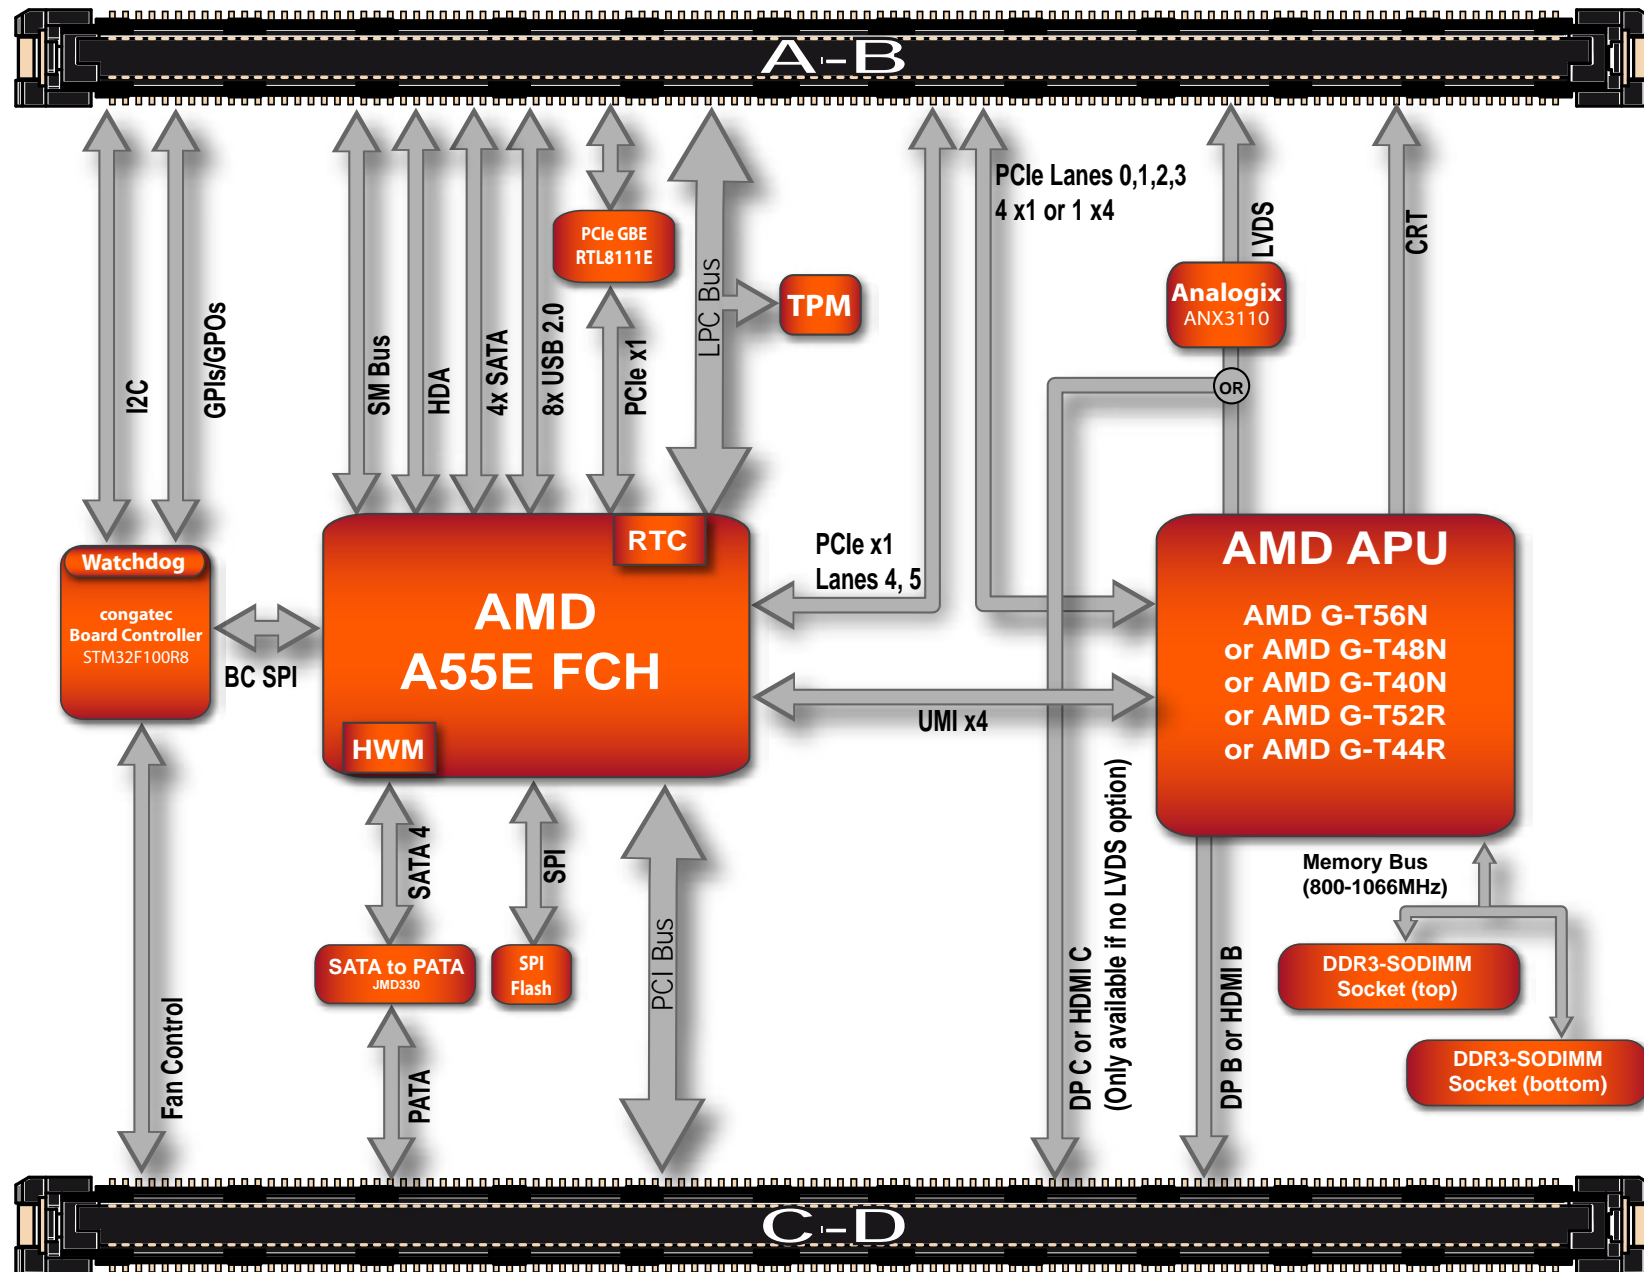 A-B
PCIe Lanes 0,1,2,3
4 x1 or 1 x4
LVDS
CRT
PCIe GBE
RTL8111E
I2C
GPIs/GPOs
SM Bus
HDA
4x SATA
8x USB 2.0
PCIe x1
LPC Bus
TPM
Analogix
ANX3110
OR
Watchdog
congatec
Board Controller
STM32F100R8
BC SPI
RTC
AMD
A55E FCH
HWM
PCIe x1
Lanes 4, 5
UMI x4
AMD APU
AMD G-T56N
or AMD G-T48N
or AMD G-T40N
or AMD G-T52R
or AMD G-T44R
SATA 4
SPI
PCI Bus
Memory Bus
(800-1066MHz)
SATA to PATA
JMD330
SPI
Flash
DDR3-SODIMM
Socket (top)
DDR3-SODIMM
Socket (bottom)
Fan Control
PATA
DP C or HDMI C
(Only available if no LVDS option)
DP B or HDMI B
C-D